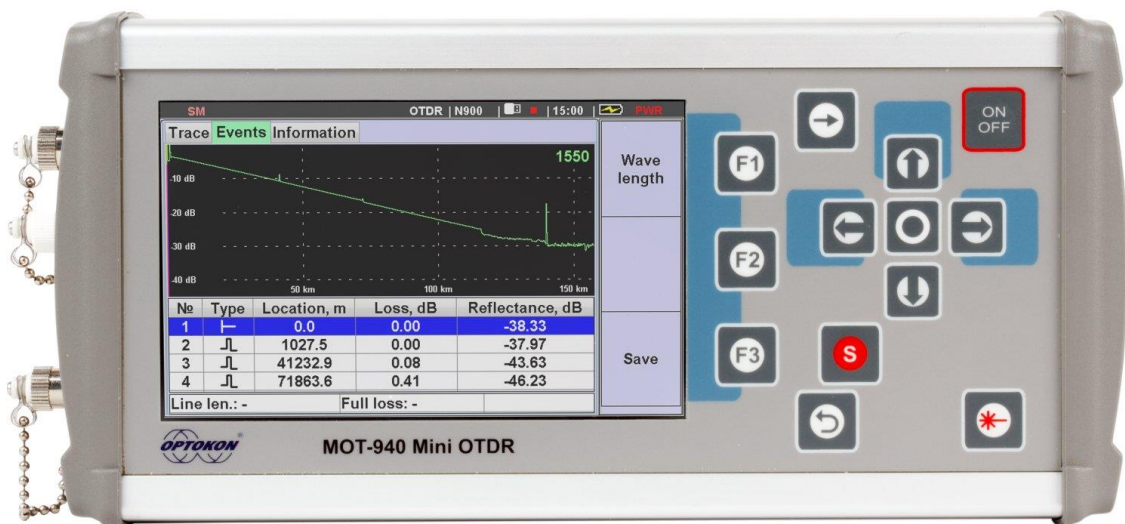 SM OTDR | N900 | B | 15:00 | PWR
Trace Events Information
1550
-10 dB
-20 dB
-30 dB
-40 dB
50 km 100 km 150 km
№ Type Location, m Loss, dB Reflectance, dB
1 0.0 0.00 -38.33
2 1027.5 0.00 -37.97
3 41232.9 0.08 -43.63
4 71863.6 0.41 -46.23
Line len.: - Full loss: -
Wave
length
Save
F1
F2
F3
S
ON
OFF
OPTOKON
MOT-940 Mini OTDR